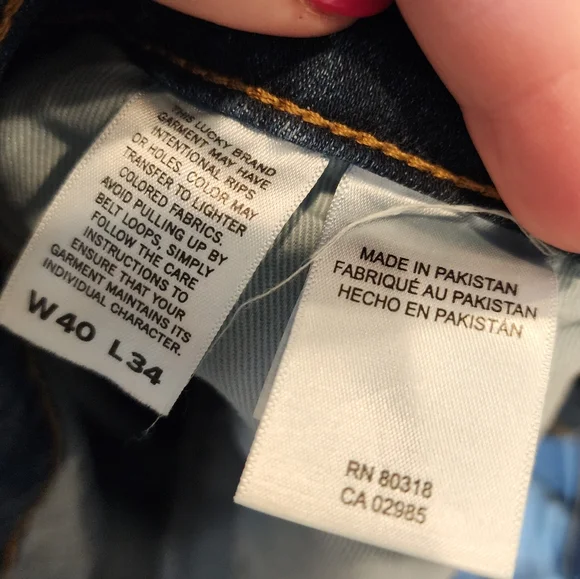 THIS LUCKY BRAND
GARMENT MAY HAVE
INTENTIONAL RIPS
OR HOLES, COLOR MAY
TRANSFER TO LIGHTER
COLORED FABRICS.
AVOID PULLING UP BY
BELT LOOPS, SIMPLY
FOLLOW THE CARE
INSTRUCTIONS TO
ENSURE THAT YOUR
GARMENT MAINTAINS ITS
INDIVIDUAL CHARACTER.
W40 L34
MADE IN PAKISTAN
FABRIQUÉ AU PAKISTAN
HECHO EN PAKISTÁN
RN 80318
CA 02985